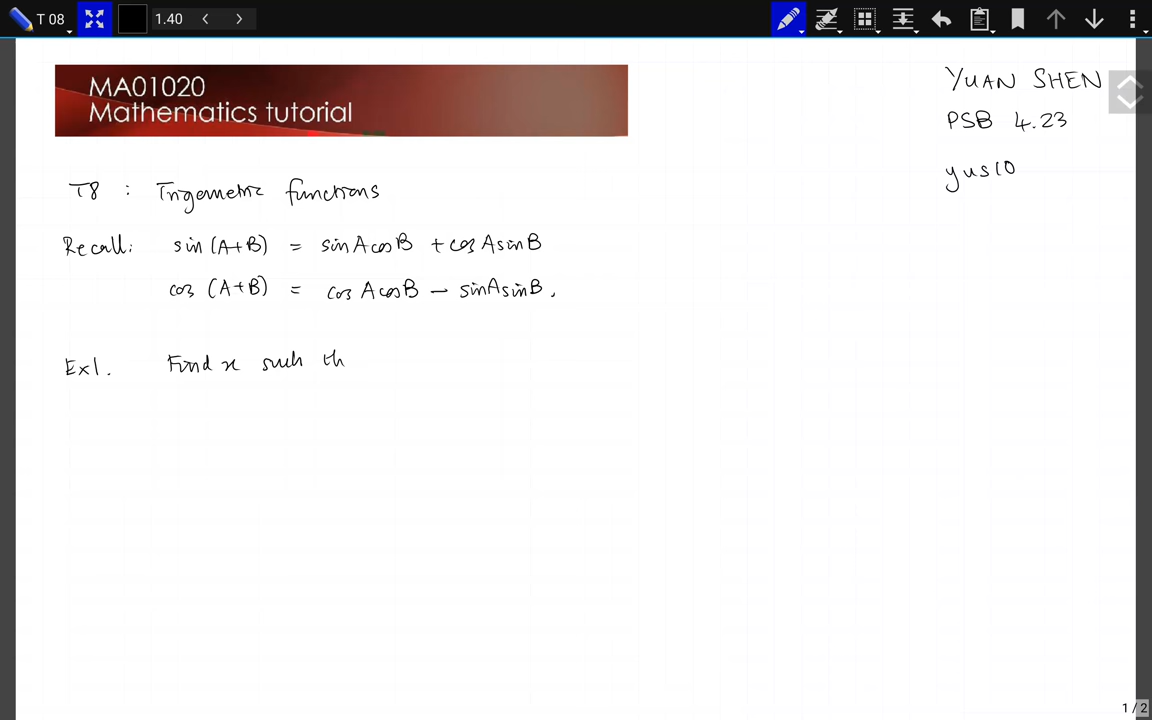 T 08
1.40
MA01020
Mathematics tutorial
YUAN SHEN
PSB 4.23
yus10
T8 : Trigometric functions
Recall: sin (A+B) = sinAcosB + cosAsinB
cos (A+B) = cosAcosB - sinAsinB,
Ex1. Find x such th
1 / 2